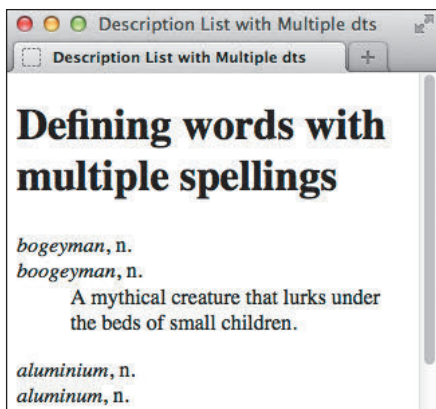 Description List with Multiple dts
Description List with Multiple dts
Defining words with
multiple spellings
bogeyman, n.
boogeyman, n.
A mythical creature that lurks under
the beds of small children.
aluminium, n.
aluminum, n.